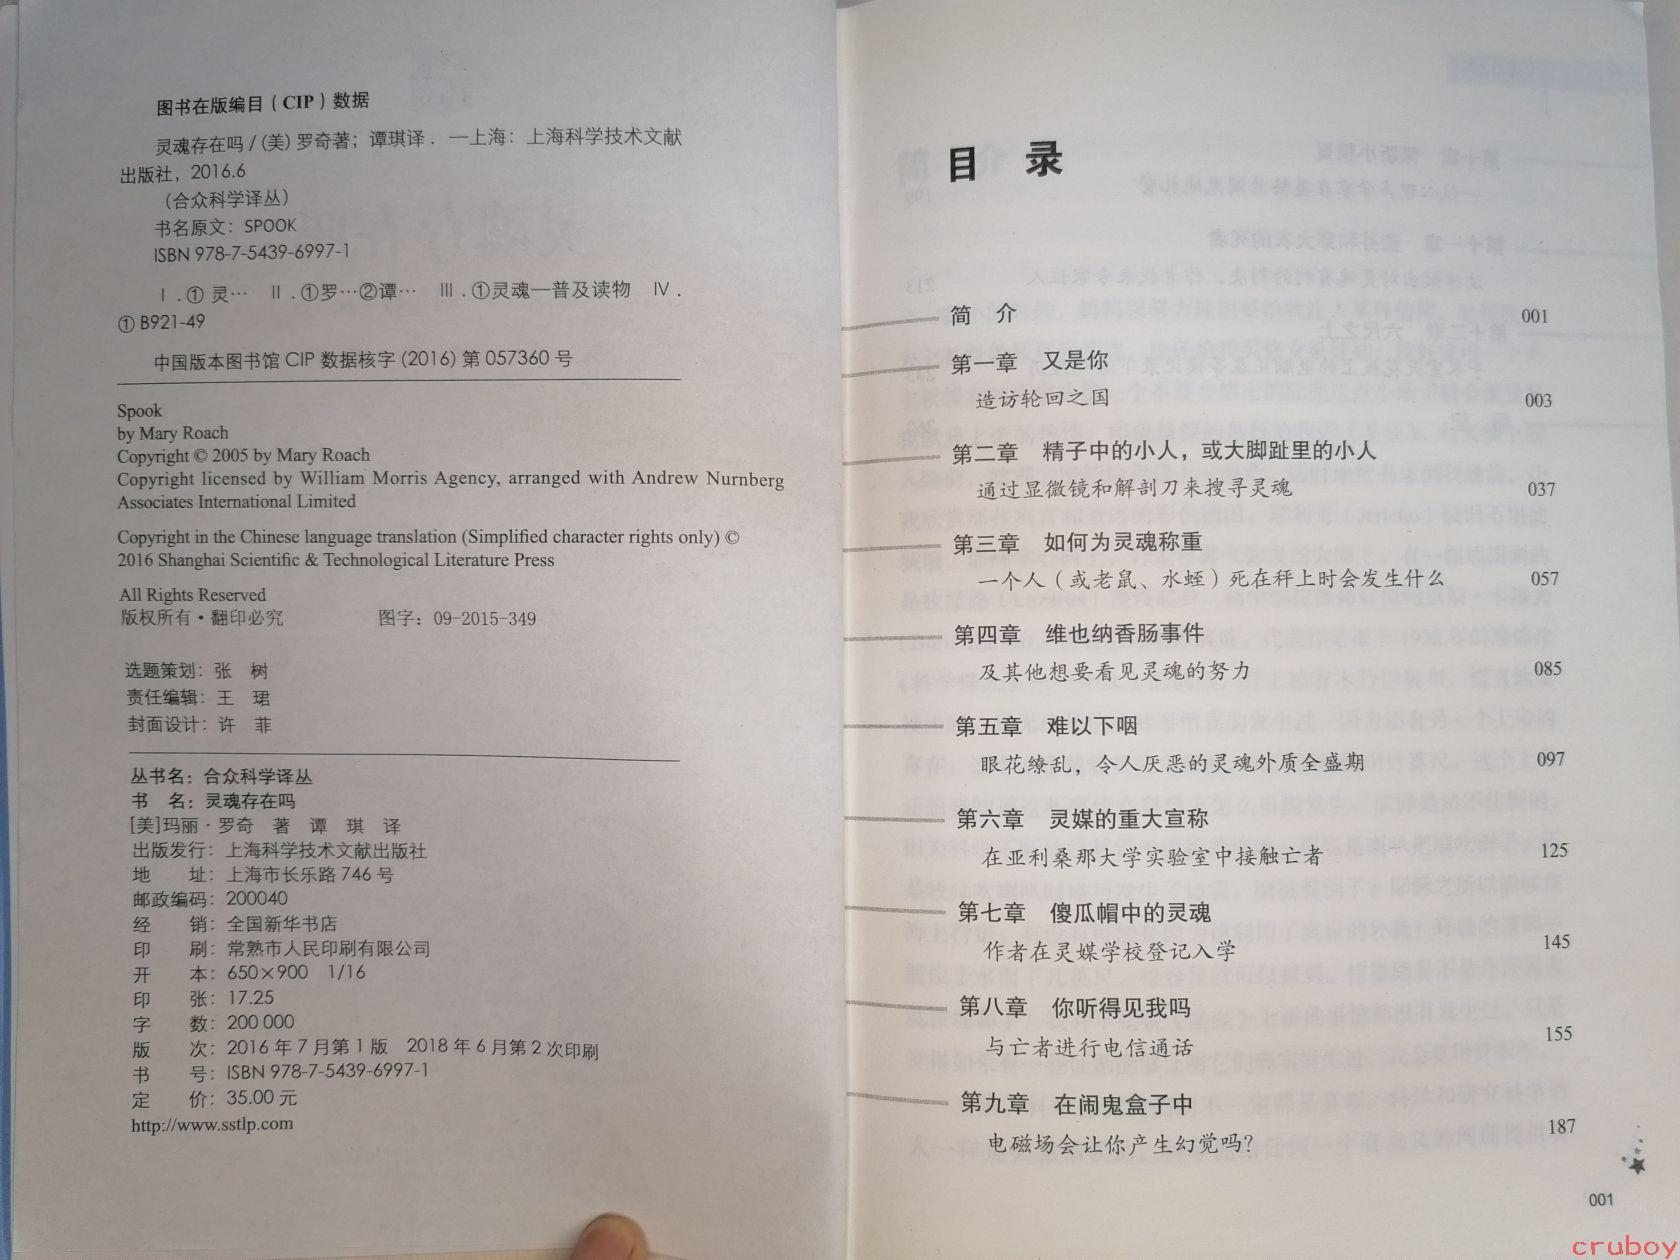 图书在版编目（CIP）数据
灵魂存在吗 / (美) 罗奇著；谭琪译．—上海：上海科学技术文献
出版社，2016.6
（合众科学译丛）
书名原文：SPOOK
ISBN 978-7-5439-6997-1
Ⅰ.①灵… Ⅱ.①罗…②谭… Ⅲ.①灵魂—普及读物 Ⅳ.
①B921-49
中国版本图书馆 CIP 数据核字 (2016) 第 057360 号
Spook
by Mary Roach
Copyright © 2005 by Mary Roach
Copyright licensed by William Morris Agency, arranged with Andrew Nurnberg
Associates International Limited
Copyright in the Chinese language translation (Simplified character rights only) ©
2016 Shanghai Scientific & Technological Literature Press
All Rights Reserved
版权所有·翻印必究 图字：09-2015-349
选题策划：张 树
责任编辑：王 珺
封面设计：许 菲
丛书名：合众科学译丛
书 名：灵魂存在吗
[美]玛丽·罗奇 著 谭 琪 译
出版发行：上海科学技术文献出版社
地 址：上海市长乐路 746 号
邮政编码：200040
经 销：全国新华书店
印 刷：常熟市人民印刷有限公司
开 本：650×900 1/16
印 张：17.25
字 数：200 000
版 次：2016 年 7 月第 1 版 2018 年 6 月第 2 次印刷
书 号：ISBN 978-7-5439-6997-1
定 价：35.00 元
http://www.sstlp.com
目 录
简 介 001
第一章 又是你
造访轮回之国 003
第二章 精子中的小人，或大脚趾里的小人
通过显微镜和解剖刀来搜寻灵魂 037
第三章 如何为灵魂称重
一个人（或老鼠、水蛭）死在秤上时会发生什么 057
第四章 维也纳香肠事件
及其他想要看见灵魂的努力 085
第五章 难以下咽
眼花缭乱，令人厌恶的灵魂外质全盛期 097
第六章 灵媒的重大宣称
在亚利桑那大学实验室中接触亡者 125
第七章 傻瓜帽中的灵魂
作者在灵媒学校登记入学 145
第八章 你听得见我吗
与亡者进行电信通话 155
第九章 在闹鬼盒子中
电磁场会让你产生幻觉吗？ 187
001
cruboy